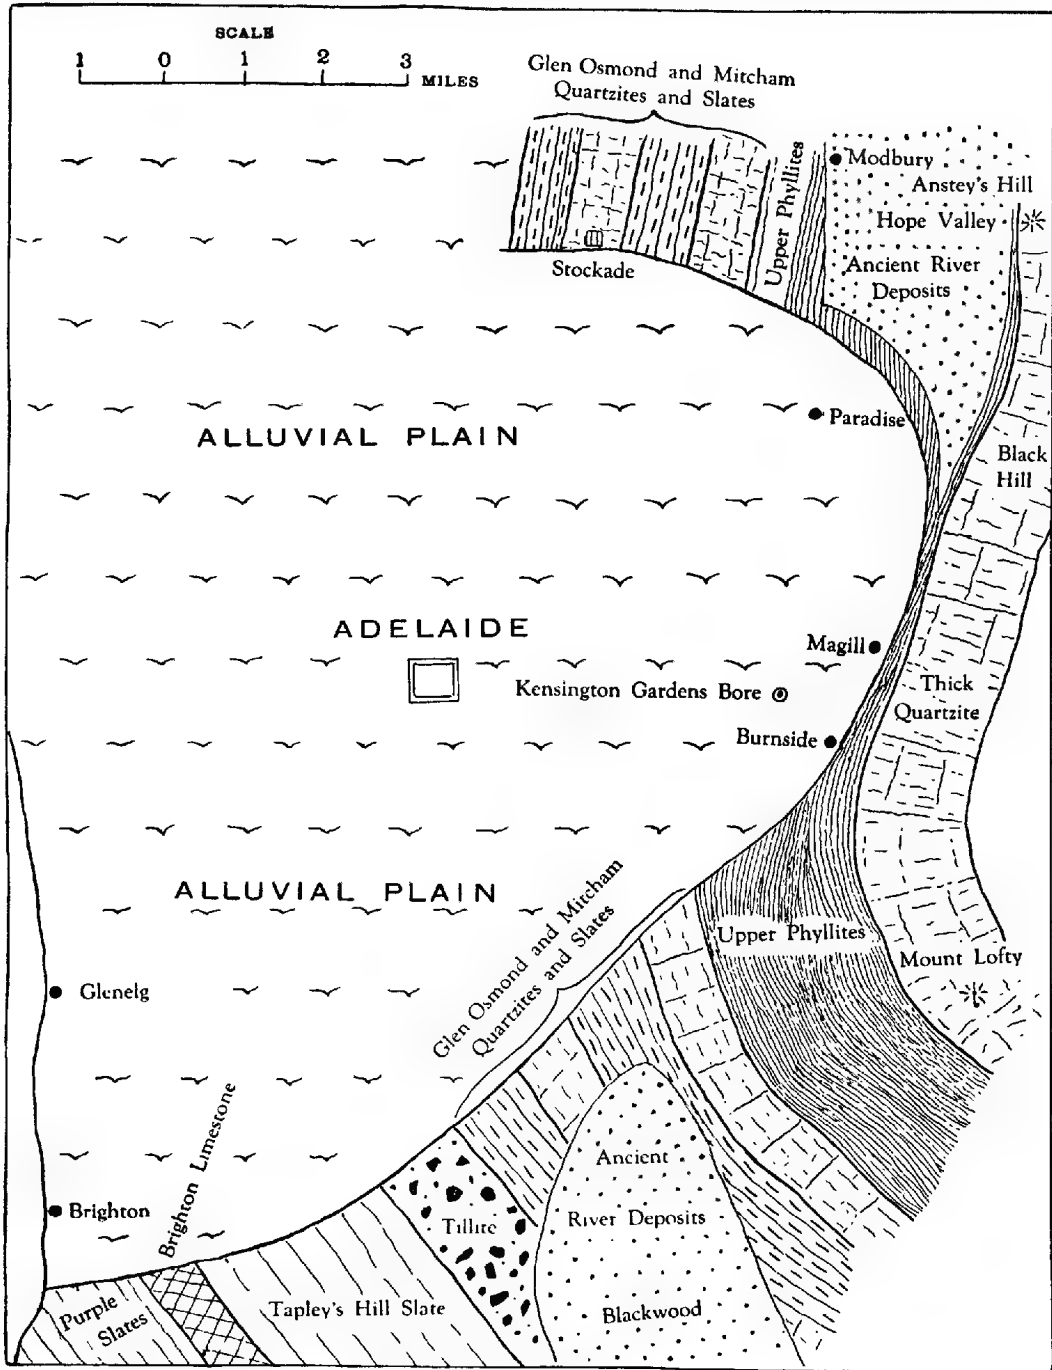 SCALE
1 0 1 2 3 MILES
Glen Osmond and Mitcham
Quartzites and Slates
Upper Phyllites
Modbury
Anstey's Hill
Hope Valley
Ancient River
Deposits
Stockade
Paradise
ALLUVIAL PLAIN
Black
Hill
ADELAIDE
Magill
Kensington Gardens Bore
Thick
Quartzite
Burnside
ALLUVIAL PLAIN
Glen Osmond and Mitcham
Quartzites and Slates
Upper Phyllites
Mount Lofty
Glenelg
Brighton Limestone
Ancient
River Deposits
Brighton
Tillite
Purple
Slates
Tapley's Hill Slate
Blackwood